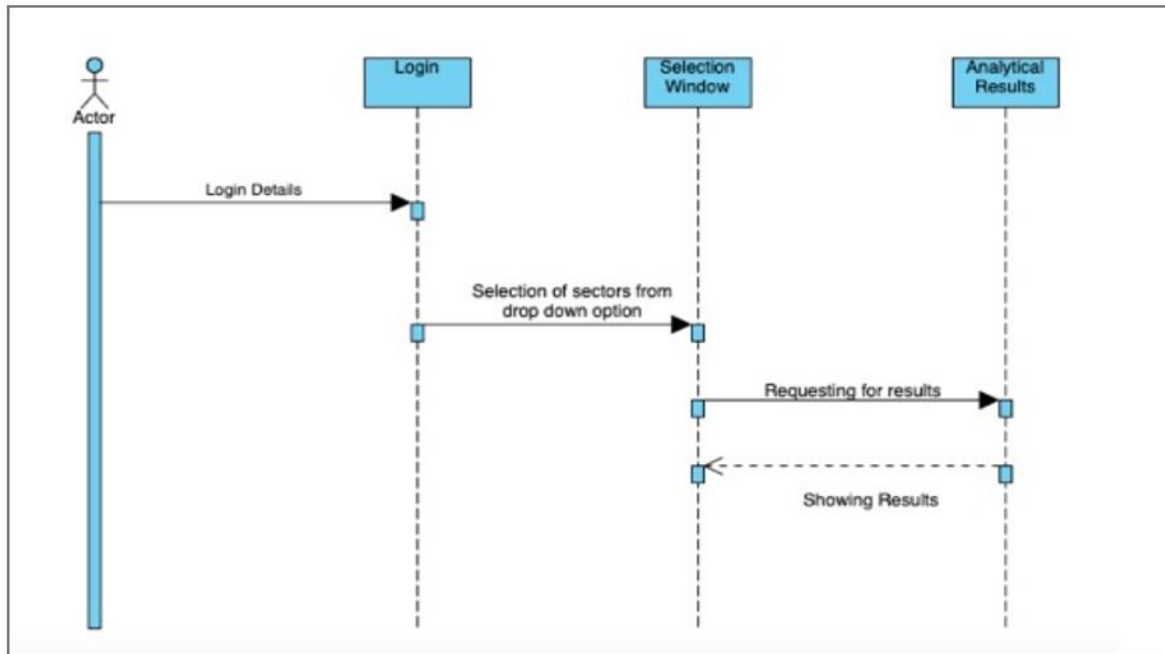 Actor
Login
Selection
Window
Analytical
Results
Login Details
Selection of sectors from
drop down option
Requesting for results
Showing Results